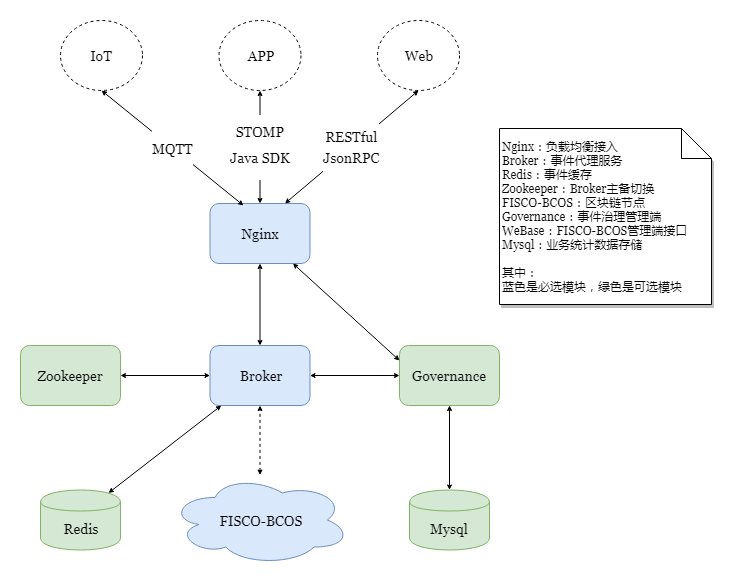 IoT
APP
Web
MQTT
STOMP
Java SDK
RESTful
JsonRPC
Nginx:负载均衡接入
Broker:事件代理服务
Redis:事件缓存
Zookeeper:Broker主备切换
FISCO-BCOS:区块链节点
Governance:事件治理管理端
WeBase:FISCO-BCOS管理端接口
Mysql:业务统计数据存储
其中:
蓝色是必选模块,绿色是可选模块
Nginx
Zookeeper
Broker
Governance
Redis
FISCO-BCOS
Mysql